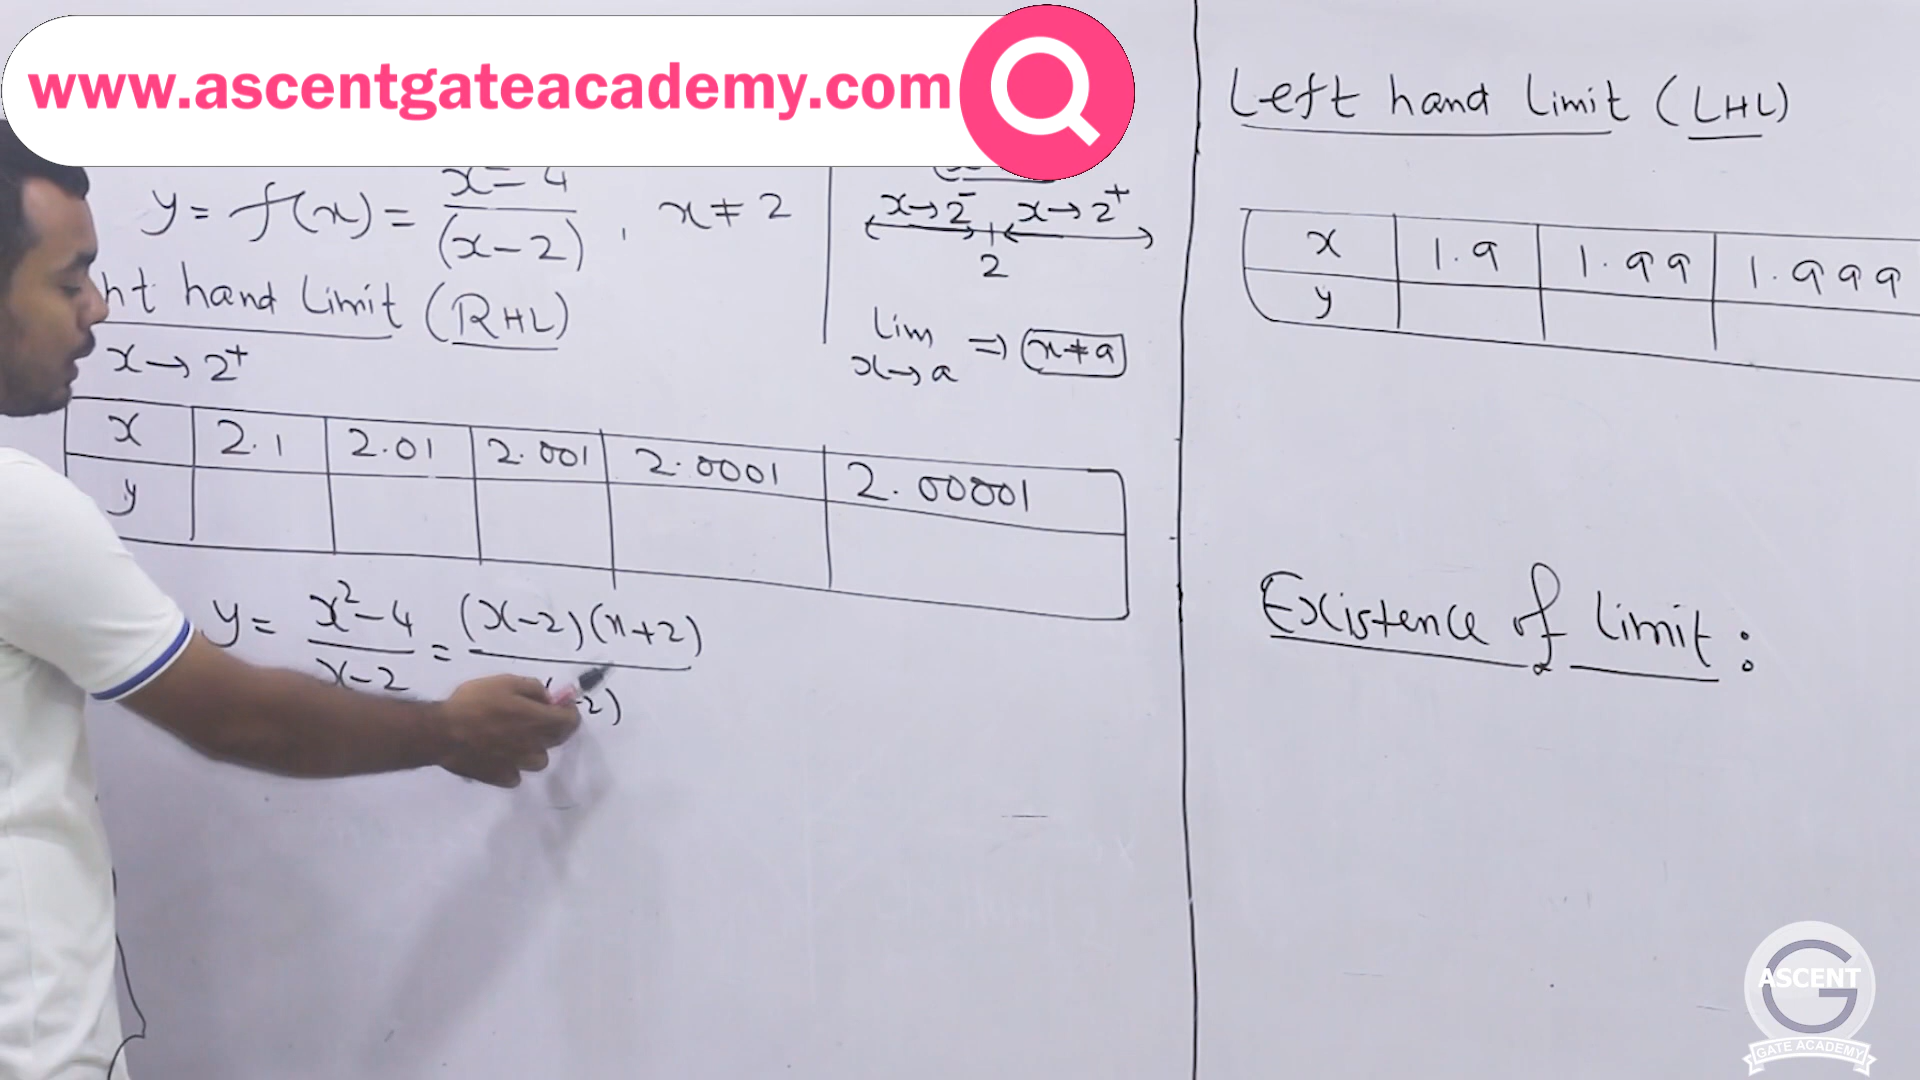 www.ascentgateacademy.com
y = f(x) = x²-4 / (x-2) , x ≠ 2
ht hand Limit (RHL)
x → 2⁺
x 2.1 2.01 2.001 2.0001 2.00001
y
y = x²-4 / x-2 = (x-2)(x+2) / -2)
x→2⁻ x→2⁺
2
Lim x→a => x≠a
Left hand Limit (LHL)
x 1.9 1.99 1.999
y
Existence of Limit :
ASCENT
G
GATE ACADEMY